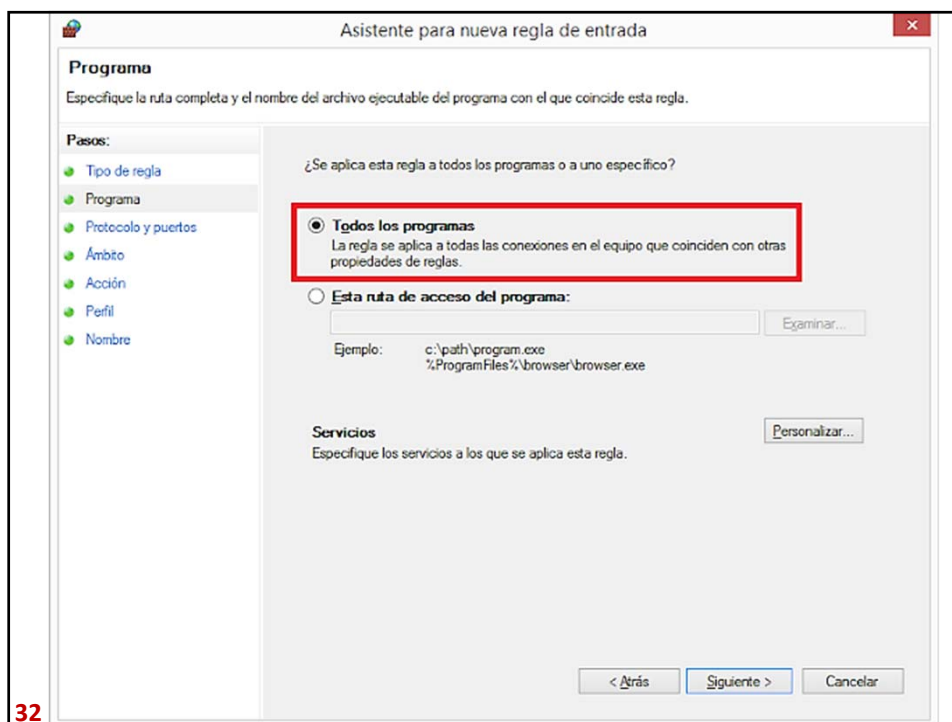 Asistente para nueva regla de entrada
Programa
Especifique la ruta completa y el nombre del archivo ejecutable del programa con el que coincide esta regla.
Pasos:
Tipo de regla
Programa
Protocolo y puertos
Ámbito
Acción
Perfil
Nombre
¿Se aplica esta regla a todos los programas o a uno específico?
Todos los programas
La regla se aplica a todas las conexiones en el equipo que coinciden con otras
propiedades de reglas.
Esta ruta de acceso del programa:
Examinar...
Ejemplo: c:\path\program.exe
%ProgramFiles%\browser\browser.exe
Servicios
Especifique los servicios a los que se aplica esta regla.
Personalizar...
< Atrás Siguiente > Cancelar
32